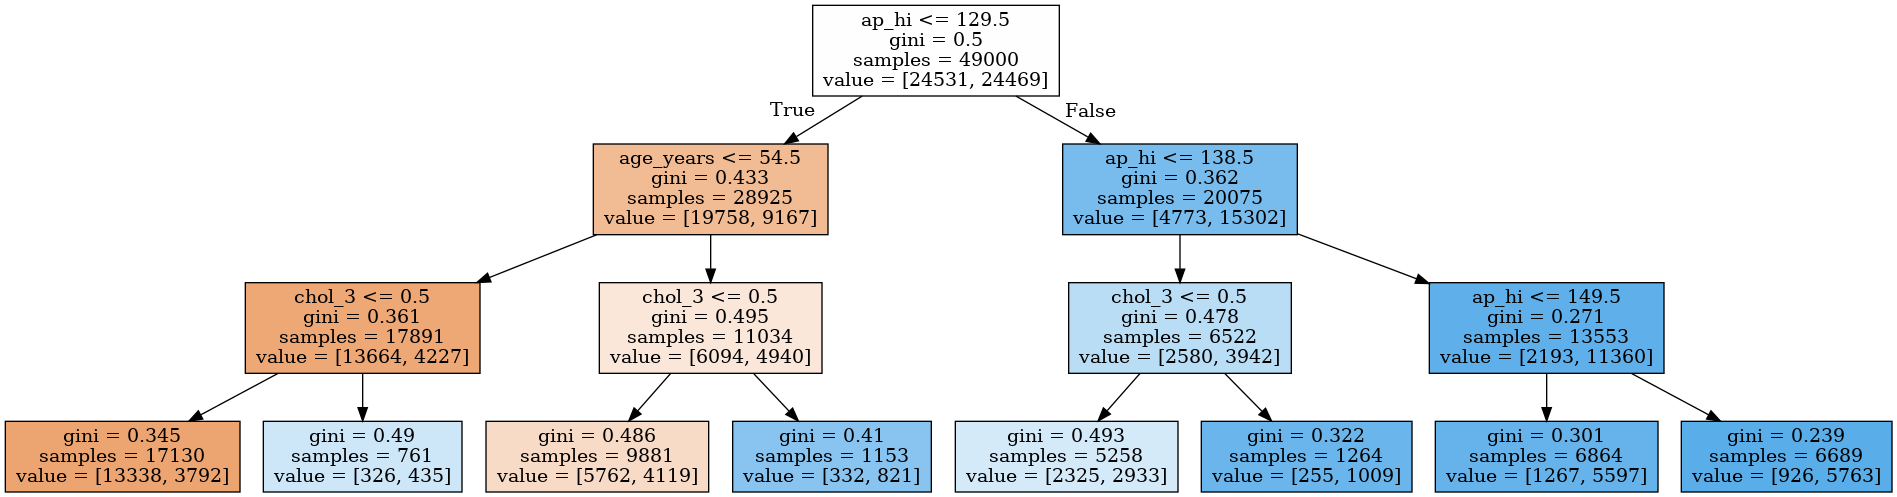 ap_hi <= 129.5
gini = 0.5
samples = 49000
value = [24531, 24469]
True
False
age_years <= 54.5
gini = 0.433
samples = 28925
value = [19758, 9167]
ap_hi <= 138.5
gini = 0.362
samples = 20075
value = [4773, 15302]
chol_3 <= 0.5
gini = 0.361
samples = 17891
value = [13664, 4227]
chol_3 <= 0.5
gini = 0.495
samples = 11034
value = [6094, 4940]
chol_3 <= 0.5
gini = 0.478
samples = 6522
value = [2580, 3942]
ap_hi <= 149.5
gini = 0.271
samples = 13553
value = [2193, 11360]
gini = 0.345
samples = 17130
value = [13338, 3792]
gini = 0.49
samples = 761
value = [326, 435]
gini = 0.486
samples = 9881
value = [5762, 4119]
gini = 0.41
samples = 1153
value = [332, 821]
gini = 0.493
samples = 5258
value = [2325, 2933]
gini = 0.322
samples = 1264
value = [255, 1009]
gini = 0.301
samples = 6864
value = [1267, 5597]
gini = 0.239
samples = 6689
value = [926, 5763]